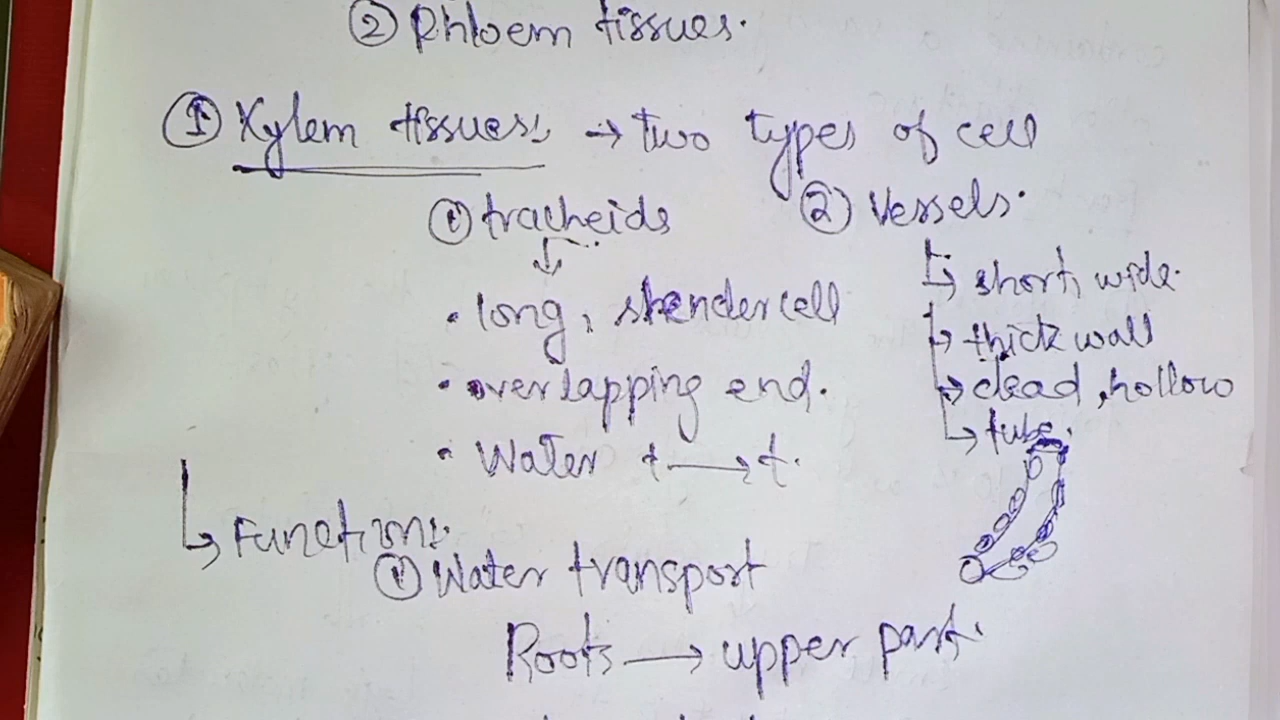 ② Phloem tissues.
① Xylem tissues: → two types of cell
① tracheids ② Vessels.
↓
• long, slender cell
• overlapping end.
• Water t → t.
↳ short, wide.
↳ thick wall
↳ dead, hollow
↳ tube.
↳ Function:
① Water transport
Roots → upper part.